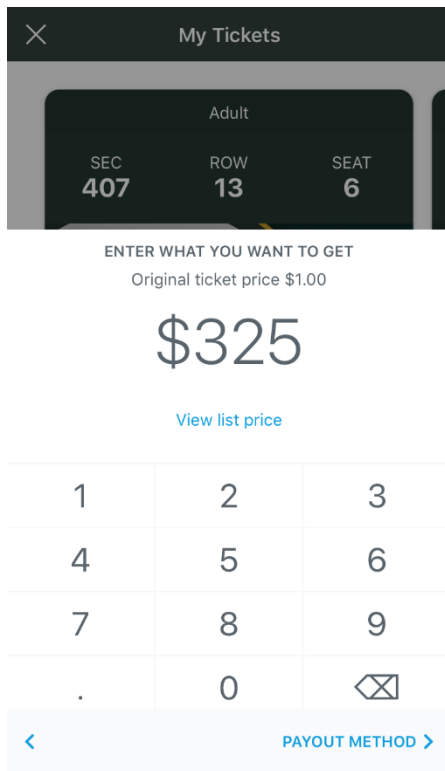 My Tickets
Adult
SEC ROW SEAT
407 13 6
ENTER WHAT YOU WANT TO GET
Original ticket price $1.00
$325
View list price
1 2 3
4 5 6
7 8 9
. 0
PAYOUT METHOD